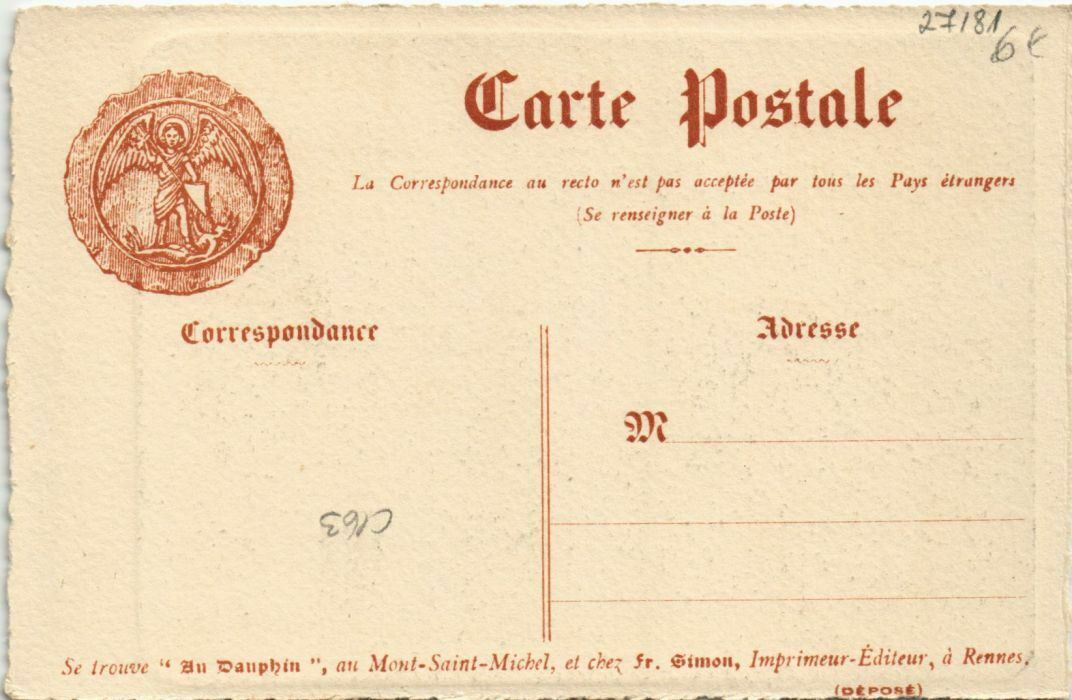 27181
6€
Carte Postale
La Correspondance au recto n'est pas acceptée par tous les Pays étrangers
(Se renseigner à la Poste)
Correspondance
Adresse
M
C163
Se trouve “ Au Dauphin ”, au Mont-Saint-Michel, et chez Fr. Simon, Imprimeur-Éditeur, à Rennes.
(DÉPOSÉ)